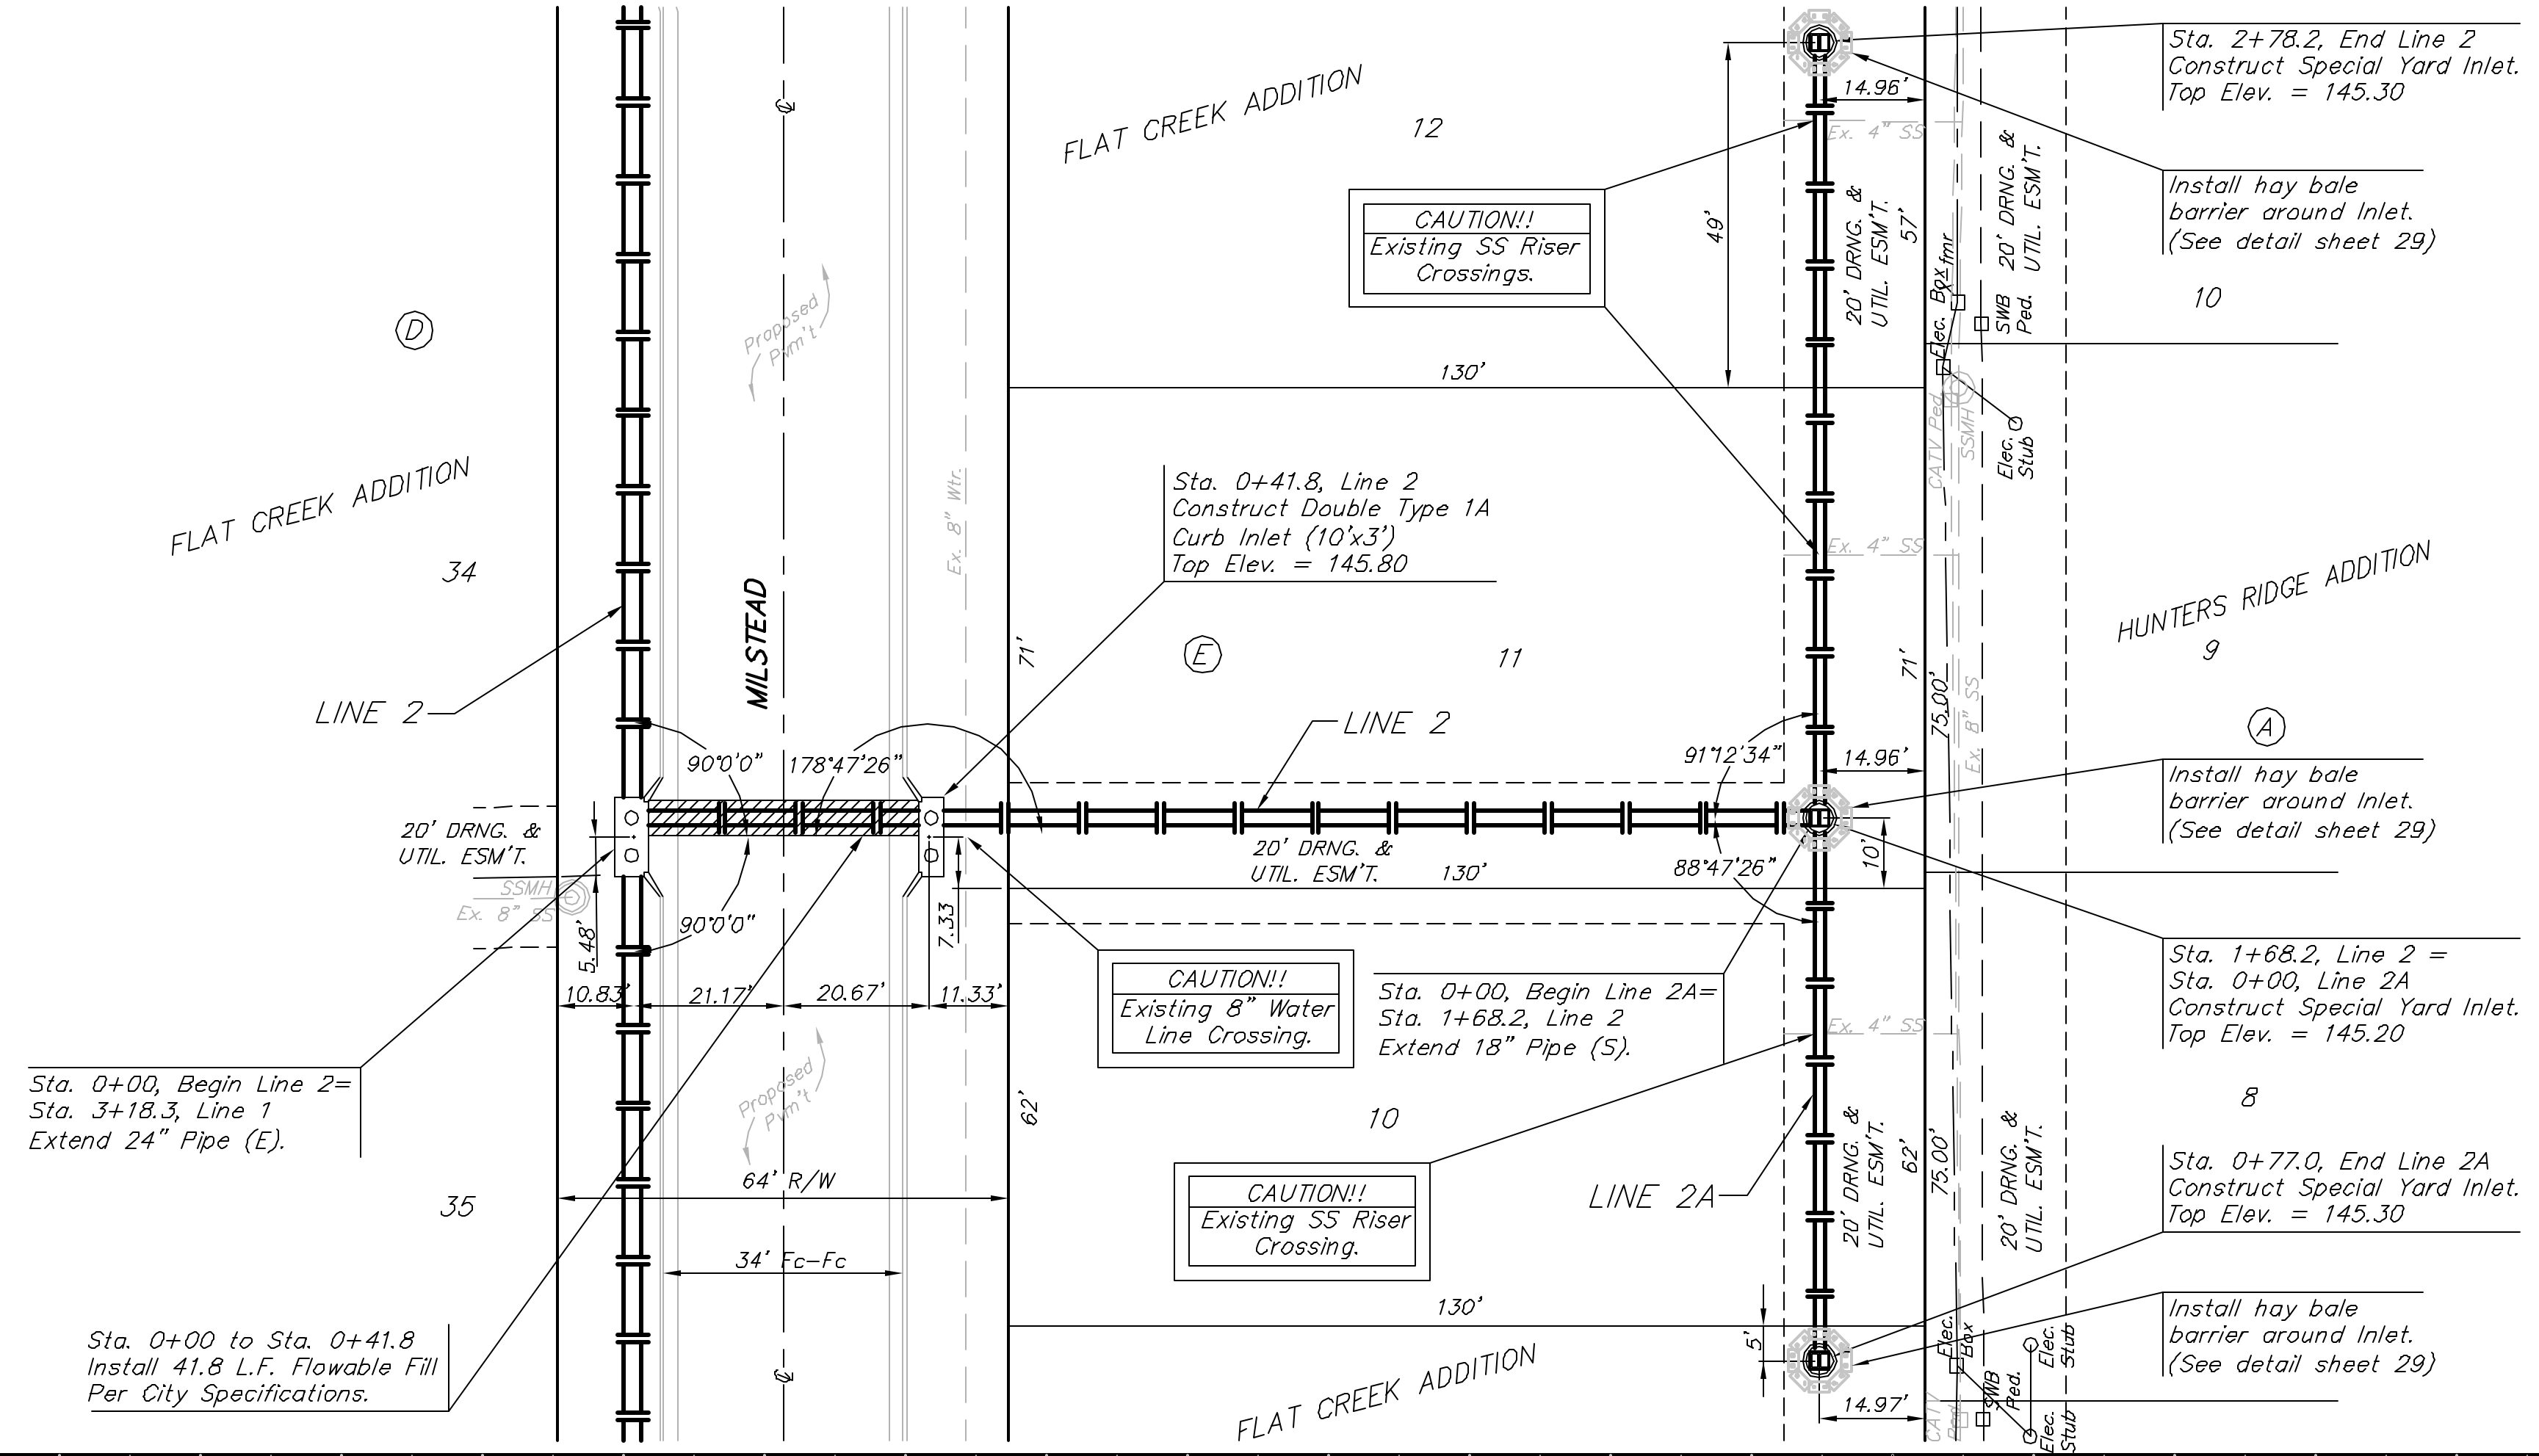 Sta. 2+78.2, End Line 2
Construct Special Yard Inlet.
Top Elev. = 145.30
14.96'
Ex. 4" SS
FLAT CREEK ADDITION
12
CAUTION!!
Existing SS Riser
Crossings.
49'
20' DRNG. &
UTIL. ESM'T.
57'
20' DRNG. &
UTIL. ESM'T.
Install hay bale
barrier around Inlet.
(See detail sheet 29)
10
Elec. Box
Xfmr
SWB
Ped.
D
Proposed
Pvm't
130'
CATV Ped.
SSMH
Elec.
Stub
FLAT CREEK ADDITION
34
Ex. 8" Wtr.
Sta. 0+41.8, Line 2
Construct Double Type 1A
Curb Inlet (10'x3')
Top Elev. = 145.80
Ex. 4" SS
HUNTERS RIDGE ADDITION
9
MILSTEAD
71'
E
11
71'
75.00'
Ex. 8" SS
A
LINE 2
LINE 2
90°0'0"
178°47'26"
91°12'34"
14.96'
Install hay bale
barrier around Inlet.
(See detail sheet 29)
20' DRNG. &
UTIL. ESM'T.
20' DRNG. &
UTIL. ESM'T.
130'
88°47'26"
10'
SSMH
Ex. 8" SS
5.48'
90°0'0"
7.33
10.83'
21.17'
20.67'
11.33'
CAUTION!!
Existing 8" Water
Line Crossing.
Sta. 0+00, Begin Line 2A=
Sta. 1+68.2, Line 2
Extend 18" Pipe (S).
Ex. 4" SS
Sta. 1+68.2, Line 2 =
Sta. 0+00, Line 2A
Construct Special Yard Inlet.
Top Elev. = 145.20
8
Sta. 0+00, Begin Line 2=
Sta. 3+18.3, Line 1
Extend 24" Pipe (E).
Proposed
Pvm't
62'
10
64' R/W
35
CAUTION!!
Existing SS Riser
Crossing.
LINE 2A
20' DRNG. &
UTIL. ESM'T.
62'
75.00'
20' DRNG. &
UTIL. ESM'T.
Sta. 0+77.0, End Line 2A
Construct Special Yard Inlet.
Top Elev. = 145.30
34' Fc-Fc
130'
5'
Sta. 0+00 to Sta. 0+41.8
Install 41.8 L.F. Flowable Fill
Per City Specifications.
FLAT CREEK ADDITION
14.97'
Elec.
Box
SWB
Ped.
Elec.
Stub
CATV
Ped.
Elec.
Stub
Install hay bale
barrier around Inlet.
(See detail sheet 29)